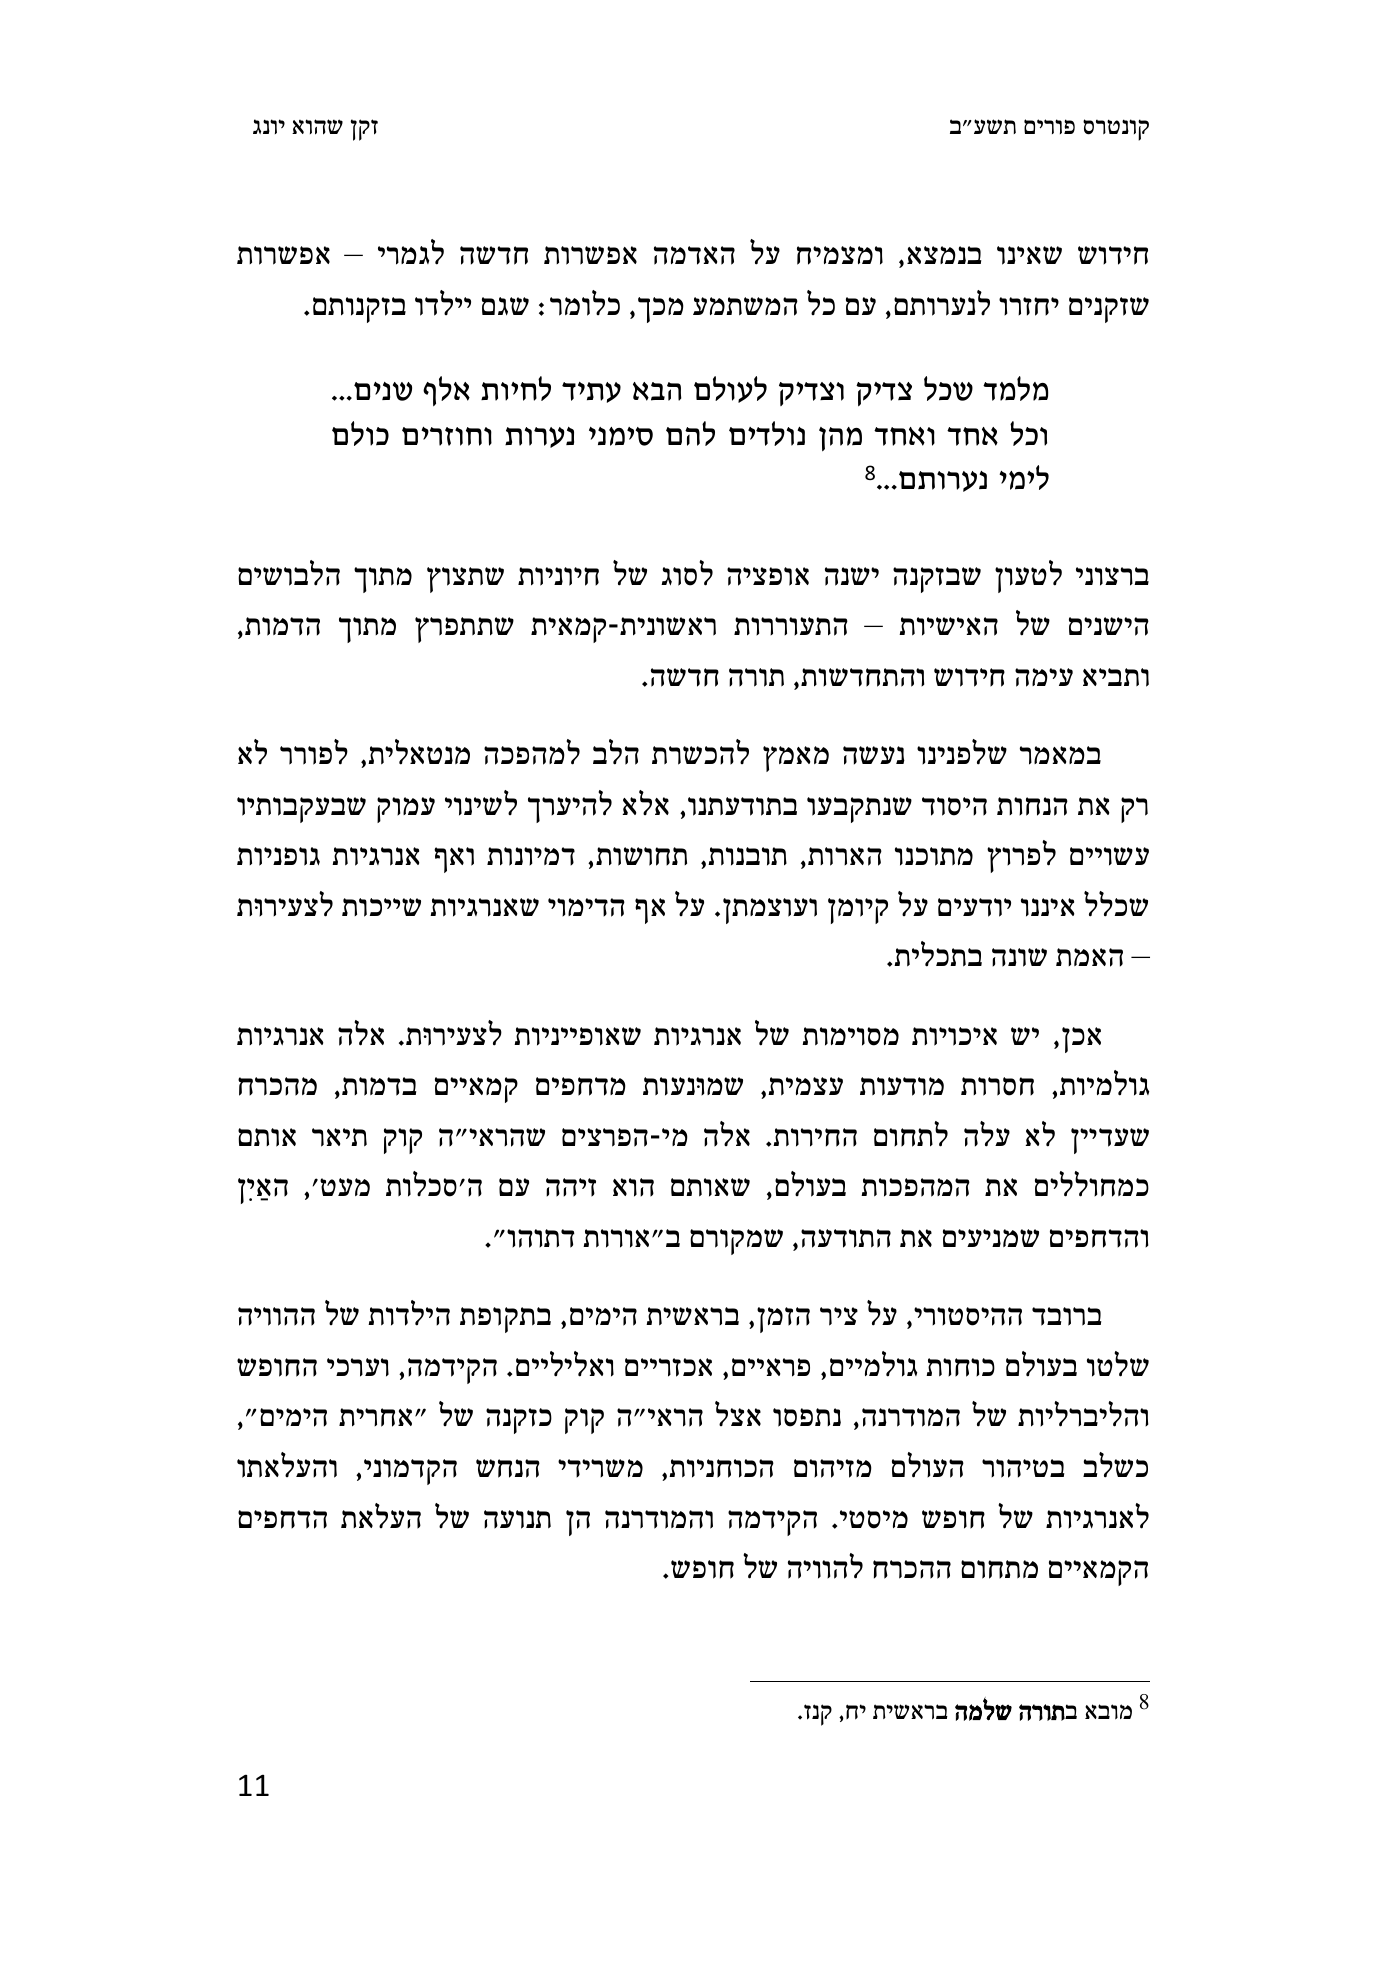 קונטרס פורים תשע״ב
זקן שהוא יונג
חידוש שאינו בנמצא, ומצמיח על האדמה אפשרות חדשה לגמרי – אפשרות
שזקנים יחזרו לנערותם, עם כל המשתמע מכך, כלומר: שגם יילדו בזקנותם.
מלמד שכל צדיק וצדיק לעולם הבא עתיד לחיות אלף שנים...
וכל אחד ואחד מהן נולדים להם סימני נערות וחוזרים כולם
לימי נערותם...8
ברצוני לטעון שבזקנה ישנה אופציה לסוג של חיוניות שתצוץ מתוך הלבושים
הישנים של האישיות – התעוררות ראשונית-קמאית שתתפרץ מתוך הדמות,
ותביא עימה חידוש והתחדשות, תורה חדשה.
במאמר שלפנינו נעשה מאמץ להכשרת הלב למהפכה מנטאלית, לפורר לא
רק את הנחות היסוד שנתקבעו בתודעתנו, אלא להיערך לשינוי עמוק שבעקבותיו
עשויים לפרוץ מתוכנו הארות, תובנות, תחושות, דמיונות ואף אנרגיות גופניות
שכלל איננו יודעים על קיומן ועוצמתן. על אף הדימוי שאנרגיות שייכות לצעירוּת
– האמת שונה בתכלית.
אכן, יש איכויות מסוימות של אנרגיות שאופייניות לצעירוּת. אלה אנרגיות
גולמיות, חסרות מודעות עצמית, שמוּנעות מדחפים קמאיים בדמות, מהכרח
שעדיין לא עלה לתחום החירות. אלה מי-הפרצים שהראי״ה קוק תיאר אותם
כמחוללים את המהפכות בעולם, שאותם הוא זיהה עם ה׳סכלות מעט׳, האַיִן
והדחפים שמניעים את התודעה, שמקורם ב״אורות דתוהו״.
ברובד ההיסטורי, על ציר הזמן, בראשית הימים, בתקופת הילדות של ההוויה
שלטו בעולם כוחות גולמיים, פראיים, אכזריים ואליליים. הקידמה, וערכי החופש
והליברליות של המודרנה, נתפסו אצל הראי״ה קוק כזקנה של ״אחרית הימים״,
כשלב בטיהור העולם מזיהום הכוחניות, משרידי הנחש הקדמוני, והעלאתו
לאנרגיות של חופש מיסטי. הקידמה והמודרנה הן תנועה של העלאת הדחפים
הקמאיים מתחום ההכרח להוויה של חופש.
8 מובא בתורה שלמה בראשית יח, קנז.
11